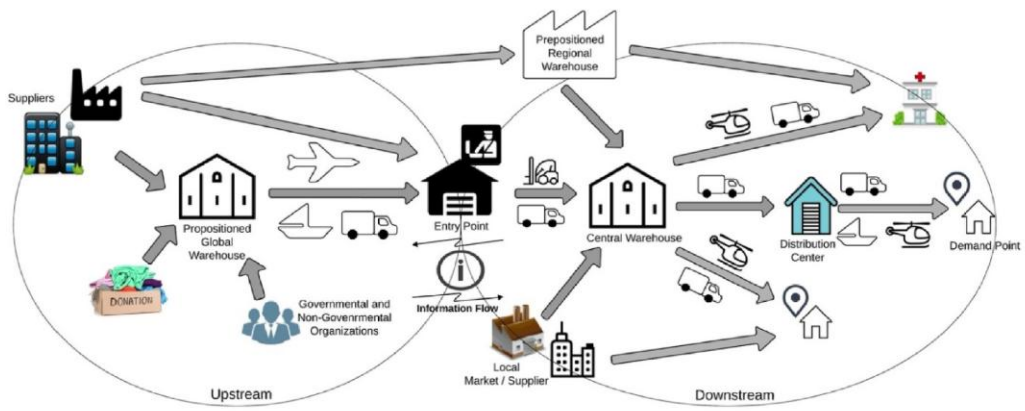 Prepositioned
Regional
Warehouse
Suppliers
Propositioned
Global
Warehouse
Entry Point
Central Warehouse
Distribution
Center
Demand Point
DONATION
Governmental and
Non-Govenrmental
Organizations
i
Information Flow
Local
Market / Supplier
Upstream
Downstream